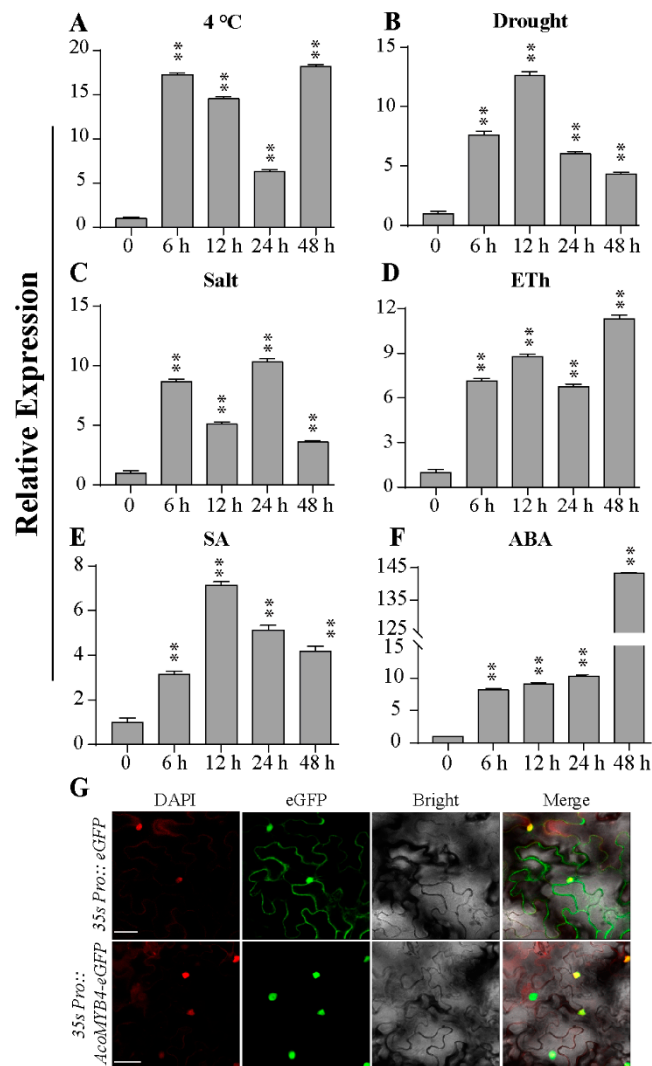 Relative Expression
A
4 °C
20
15
10
5
0
** ** ** **
0 6 h 12 h 24 h 48 h
B
Drought
15
10
5
0
** ** ** **
0 6 h 12 h 24 h 48 h
C
Salt
15
10
5
0
** ** ** **
0 6 h 12 h 24 h 48 h
D
ETh
12
9
6
3
0
** ** ** **
0 6 h 12 h 24 h 48 h
E
SA
8
6
4
2
0
** ** ** **
0 6 h 12 h 24 h 48 h
F
ABA
145
135
125
15
10
5
0
** ** ** **
0 6 h 12 h 24 h 48 h
G
DAPI eGFP Bright Merge
35s Pro:: eGFP
35s Pro::
AcoMYB4-eGFP